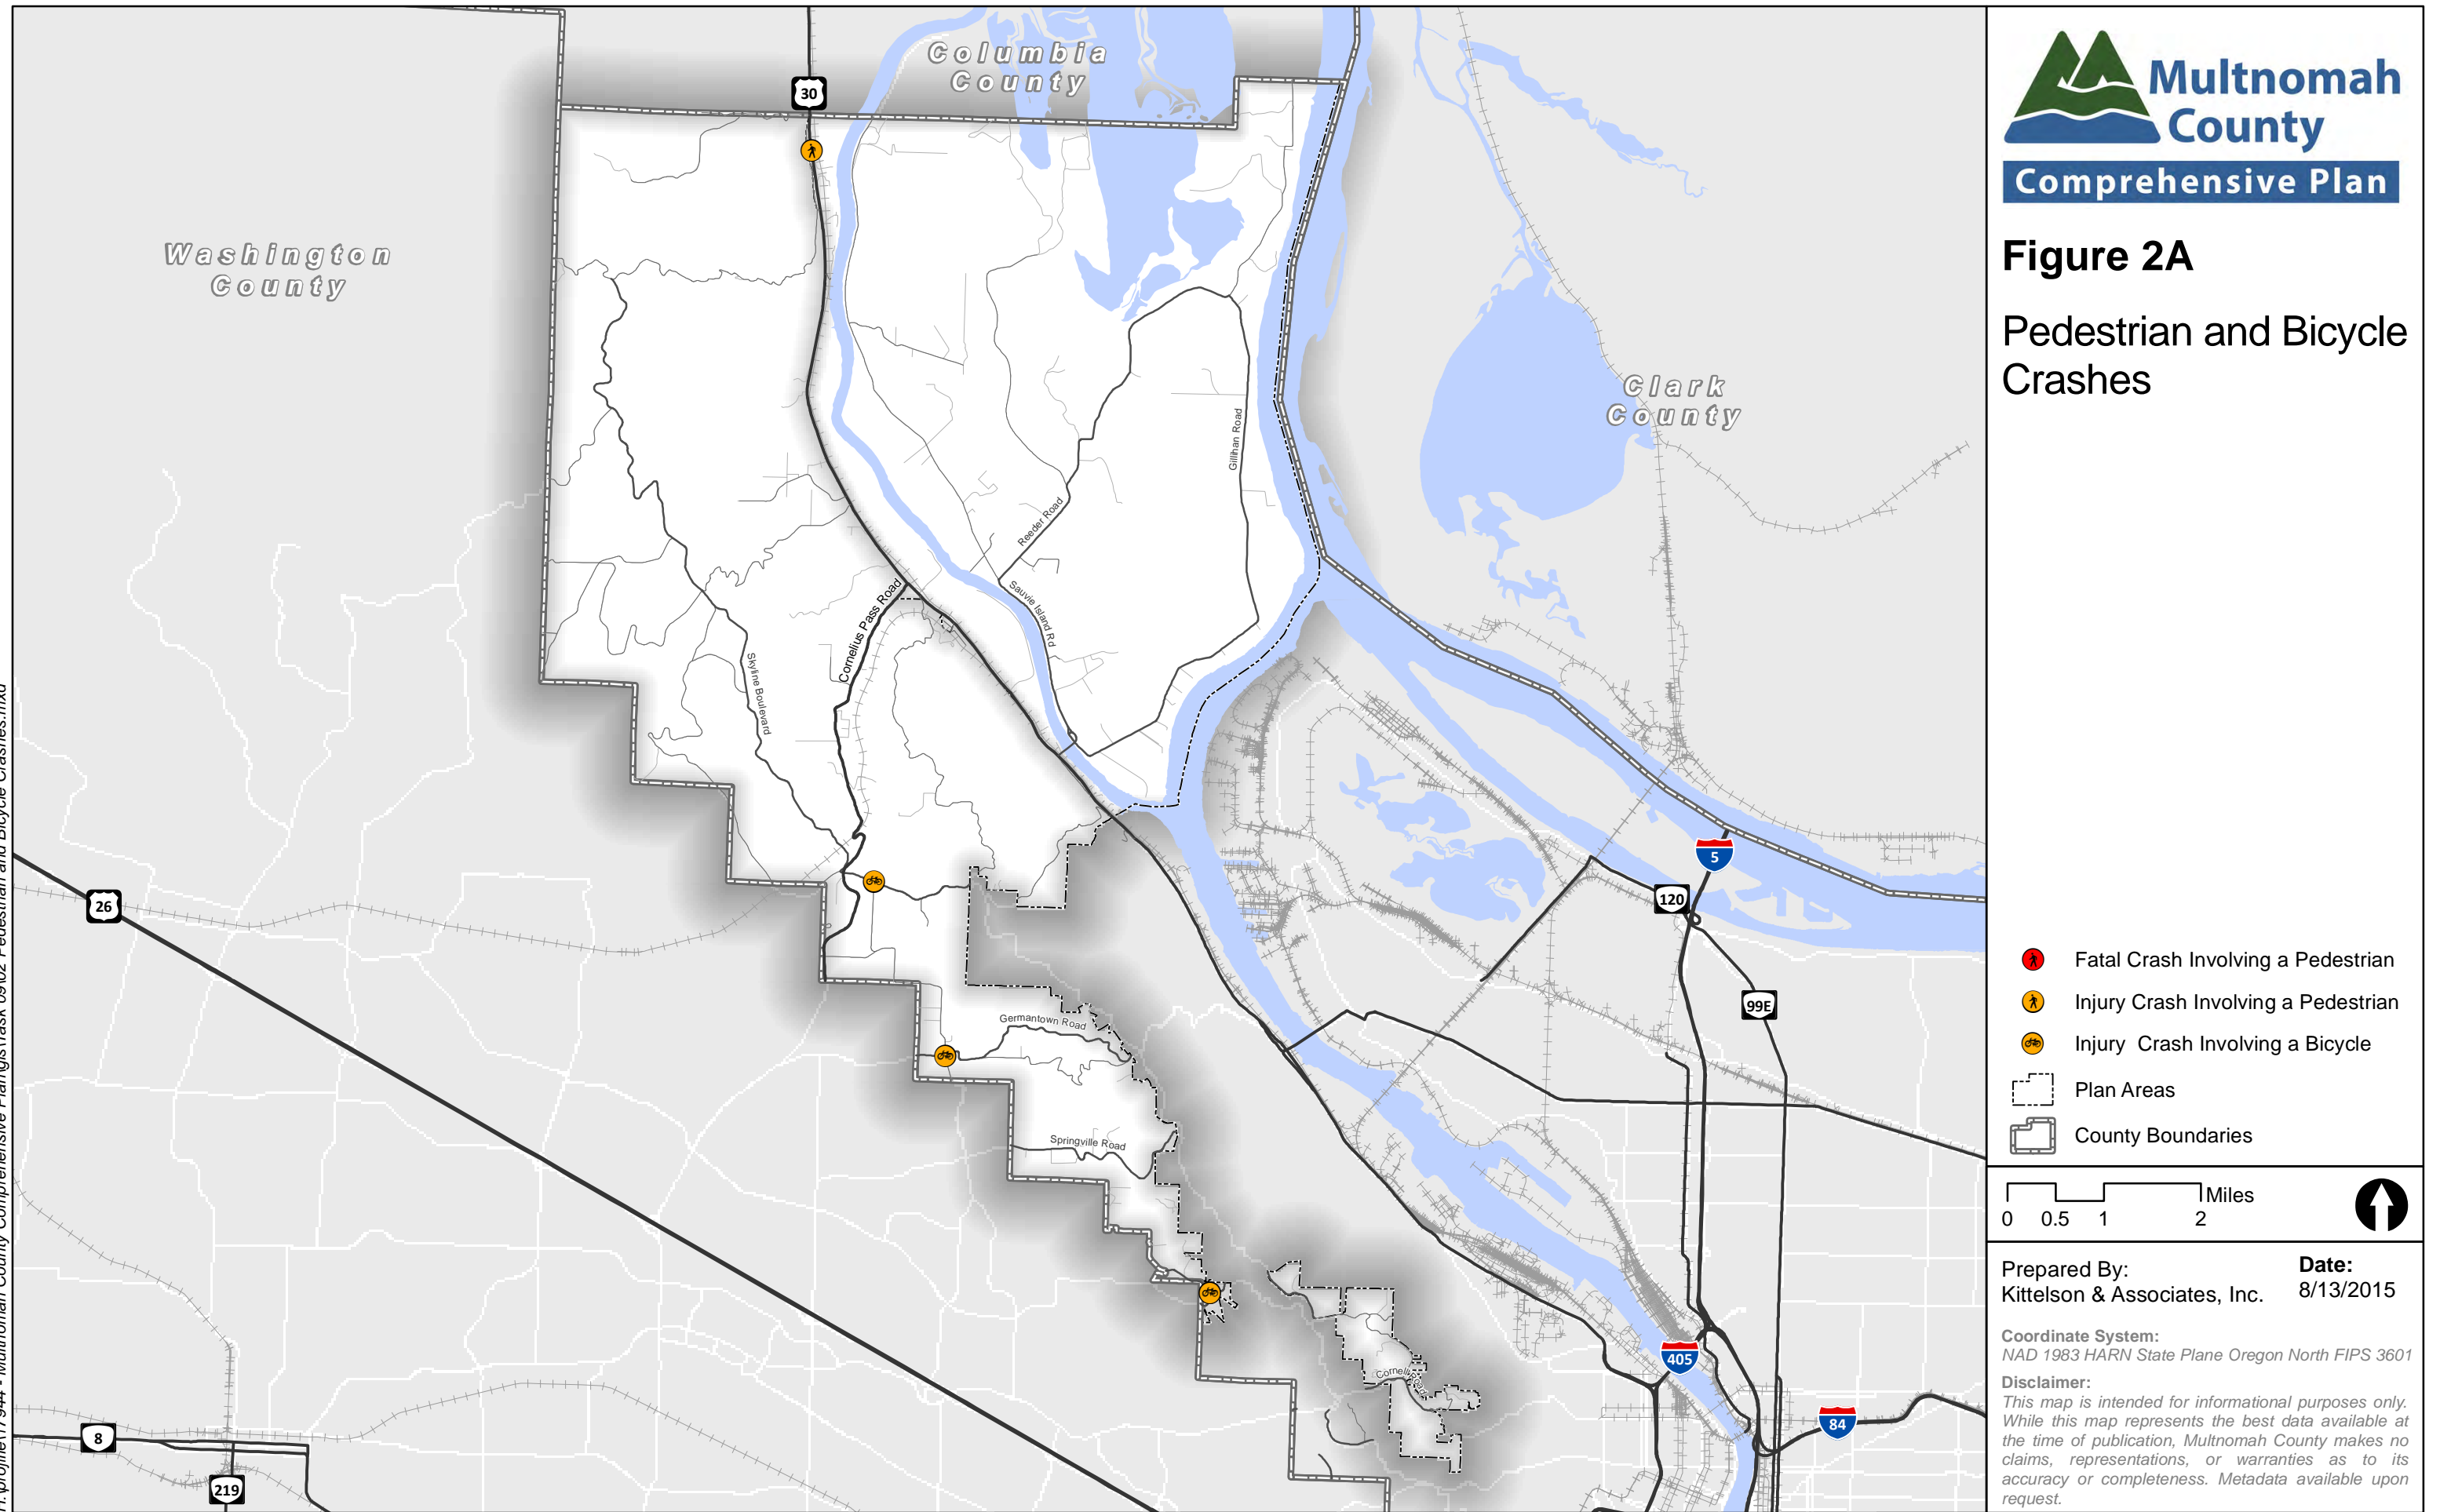 Columbia
County
30
Washington
County
Clark
County
Gillihan Road
Reeder Road
Sauvie Island Rd
Cornelius Pass Road
Skyline Boulevard
5
120
26
99E
Germantown Road
Springville Road
Cornell Road
405
84
8
219
Multnomah
County
Comprehensive Plan
Figure 2A
Pedestrian and Bicycle
Crashes
Fatal Crash Involving a Pedestrian
Injury Crash Involving a Pedestrian
Injury Crash Involving a Bicycle
Plan Areas
County Boundaries
Miles
0 0.5 1 2
Prepared By:
Kittelson & Associates, Inc.
Date:
8/13/2015
Coordinate System:
NAD 1983 HARN State Plane Oregon North FIPS 3601
Disclaimer:
This map is intended for informational purposes only.
While this map represents the best data available at
the time of publication, Multnomah County makes no
claims, representations, or warranties as to its
accuracy or completeness. Metadata available upon
request.